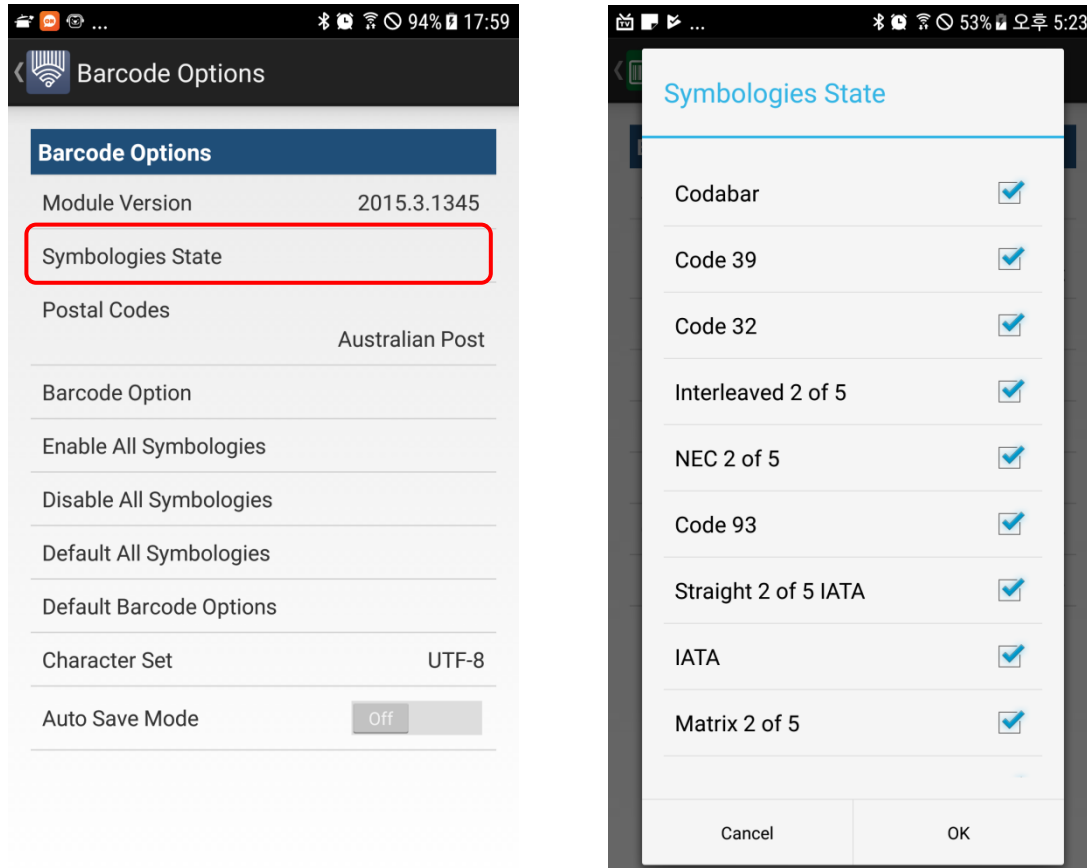 ... 94% 17:59
Barcode Options
Barcode Options
Module Version 2015.3.1345
Symbologies State
Postal Codes
Australian Post
Barcode Option
Enable All Symbologies
Disable All Symbologies
Default All Symbologies
Default Barcode Options
Character Set UTF-8
Auto Save Mode Off
... 53% 오후 5:23
Symbologies State
Codabar
Code 39
Code 32
Interleaved 2 of 5
NEC 2 of 5
Code 93
Straight 2 of 5 IATA
IATA
Matrix 2 of 5
Cancel OK